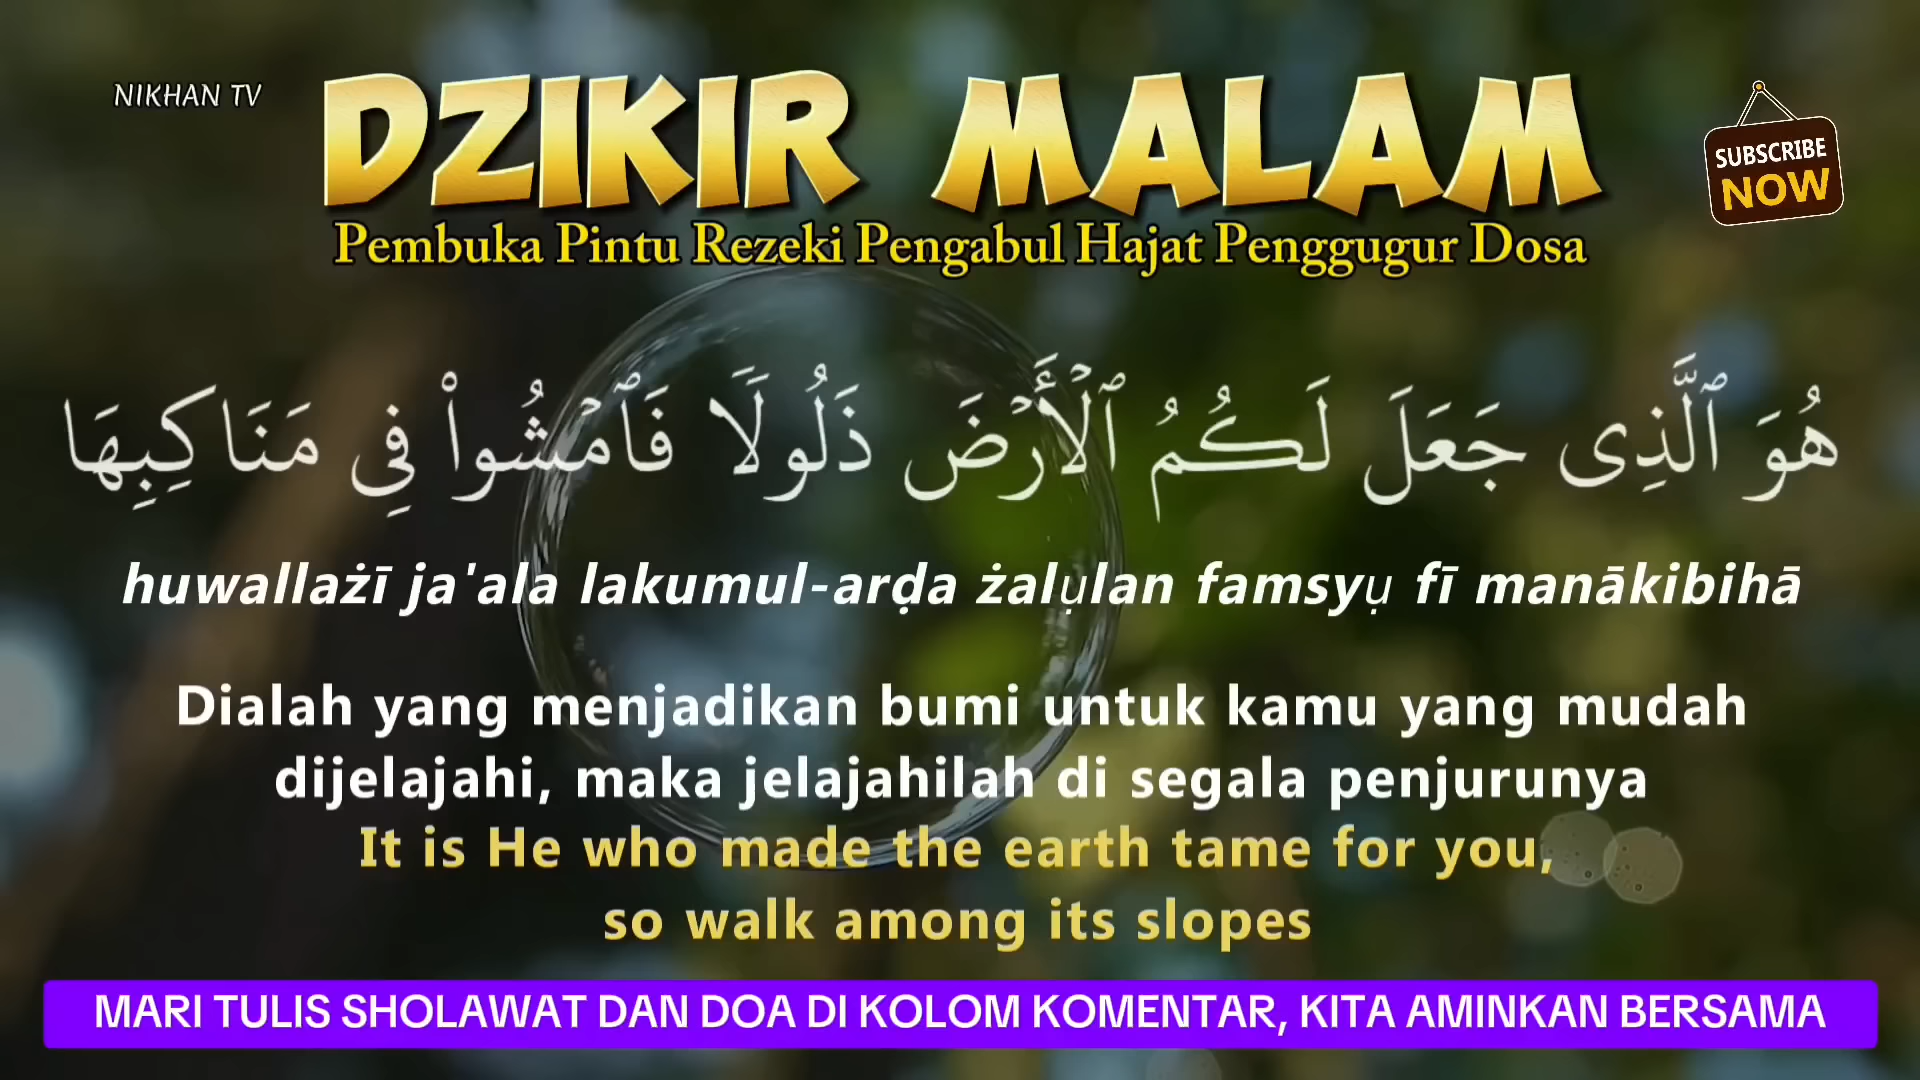 NIKHAN TV
DZIKIR MALAM
SUBSCRIBE
NOW
Pembuka Pintu Rezeki Pengabul Hajat Penggugur Dosa
هُوَ ٱلَّذِى جَعَلَ لَكُمُ ٱلْأَرْضَ ذَلُولًا فَٱمْشُوا۟ فِى مَنَاكِبِهَا
huwallażī ja'ala lakumul-arḍa żalụlan famsyụ fī manākibihā
Dialah yang menjadikan bumi untuk kamu yang mudah
dijelajahi, maka jelajahilah di segala penjurunya
It is He who made the earth tame for you,
so walk among its slopes
MARI TULIS SHOLAWAT DAN DOA DI KOLOM KOMENTAR, KITA AMINKAN BERSAMA